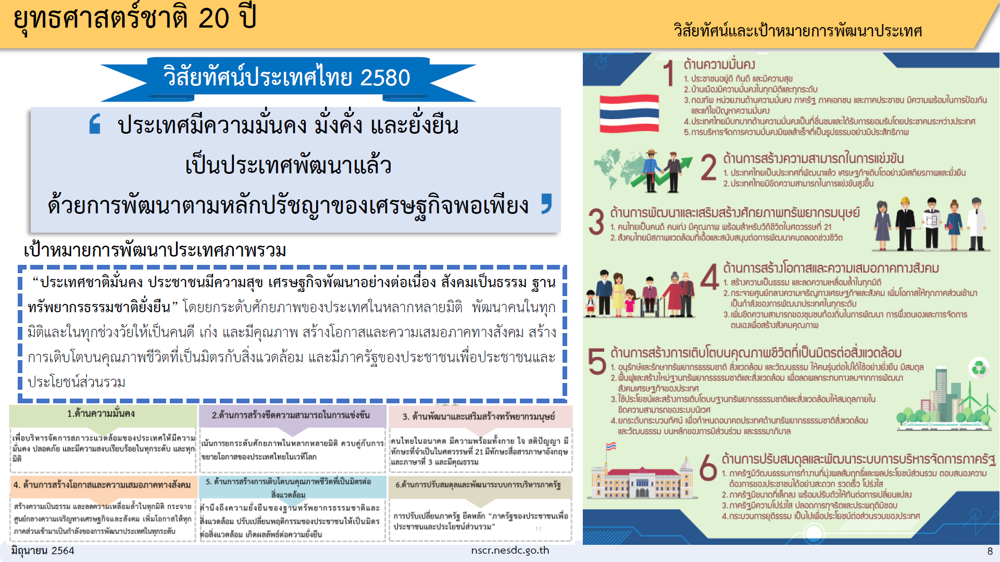 ยุทธศาสตร์ชาติ 20 ปี
วิสัยทัศน์และเป้าหมายการพัฒนาประเทศ
วิสัยทัศน์ประเทศไทย 2580
‘ ประเทศมีความมั่นคง มั่งคั่ง และยั่งยืน
เป็นประเทศพัฒนาแล้ว
ด้วยการพัฒนาตามหลักปรัชญาของเศรษฐกิจพอเพียง ’
เป้าหมายการพัฒนาประเทศภาพรวม
“ประเทศชาติมั่นคง ประชาชนมีความสุข เศรษฐกิจพัฒนาอย่างต่อเนื่อง สังคมเป็นธรรม ฐาน
ทรัพยากรธรรมชาติยั่งยืน” โดยยกระดับศักยภาพของประเทศในหลากหลายมิติ พัฒนาคนในทุก
มิติและในทุกช่วงวัยให้เป็นคนดี เก่ง และมีคุณภาพ สร้างโอกาสและความเสมอภาคทางสังคม สร้าง
การเติบโตบนคุณภาพชีวิตที่เป็นมิตรกับสิ่งแวดล้อม และมีภาครัฐของประชาชนเพื่อประชาชนและ
ประโยชน์ส่วนรวม
1.ด้านความมั่นคง
เพื่อบริหารจัดการสภาวะแวดล้อมของประเทศให้มีความ
มั่นคง ปลอดภัย และมีความสงบเรียบร้อยในทุกระดับ และทุก
มิติ
2.ด้านการสร้างขีดความสามารถในการแข่งขัน
เน้นการยกระดับศักยภาพในหลากหลายมิติ ควบคู่กับการ
ขยายโอกาสของประเทศไทยในเวทีโลก
3. ด้านพัฒนาและเสริมสร้างทรัพยากรมนุษย์
คนไทยในอนาคต มีความพร้อมทั้งกาย ใจ สติปัญญา มี
ทักษะที่จำเป็นในศตวรรษที่ 21 มีทักษะสื่อสารภาษาอังกฤษ
และภาษาที่ 3 และมีคุณธรรม
4. ด้านการสร้างโอกาสและความเสมอภาคทางสังคม
สร้างความเป็นธรรม และลดความเหลื่อมล้ำในทุกมิติ กระจาย
ศูนย์กลางความเจริญทางเศรษฐกิจและสังคม เพิ่มโอกาสให้ทุก
ภาคส่วนเข้ามาเป็นกำลังของการพัฒนาประเทศในทุกระดับ
5. ด้านการสร้างการเติบโตบนคุณภาพชีวิตที่เป็นมิตรต่อ
สิ่งแวดล้อม
คำนึงถึงความยั่งยืนของฐานทรัพยากรธรรมชาติและ
สิ่งแวดล้อม ปรับเปลี่ยนพฤติกรรมของประชาชนให้เป็นมิตร
ต่อสิ่งแวดล้อม เกิดผลลัพธ์ต่อความยั่งยืน
6.ด้านการปรับสมดุลและพัฒนาระบบการบริหารภาครัฐ
การปรับเปลี่ยนภาครัฐ ยึดหลัก “ภาครัฐของประชาชนเพื่อ
ประชาชนและประโยชน์ส่วนรวม”
11
1 ด้านความมั่นคง
1. ประชาชนอยู่ดี กินดี และมีความสุข
2. บ้านเมืองมีความมั่นคงในทุกมิติและทุกระดับ
3. กองทัพ หน่วยงานด้านความมั่นคง ภาครัฐ ภาคเอกชน และภาคประชาชน มีความพร้อมในการป้องกัน
และแก้ไขปัญหาความมั่นคง
4. ประเทศไทยมีบทบาทด้านความมั่นคงเป็นที่ชื่นชมและได้รับการยอมรับโดยประชาคมระหว่างประเทศ
5. การบริหารจัดการความมั่นคงมีผลสำเร็จที่เป็นรูปธรรมอย่างมีประสิทธิภาพ
2 ด้านการสร้างความสามารถในการแข่งขัน
1. ประเทศไทยเป็นประเทศที่พัฒนาแล้ว เศรษฐกิจเติบโตอย่างมีเสถียรภาพและยั่งยืน
2. ประเทศไทยมีขีดความสามารถในการแข่งขันสูงขึ้น
3 ด้านการพัฒนาและเสริมสร้างศักยภาพทรัพยากรมนุษย์
1. คนไทยเป็นคนดี คนเก่ง มีคุณภาพ พร้อมสำหรับวิถีชีวิตในศตวรรษที่ 21
2. สังคมไทยมีสภาพแวดล้อมที่เอื้อและสนับสนุนต่อการพัฒนาคนตลอดช่วงชีวิต
4 ด้านการสร้างโอกาสและความเสมอภาคทางสังคม
1. สร้างความเป็นธรรม และลดความเหลื่อมล้ำในทุกมิติ
2. กระจายศูนย์กลางความเจริญทางเศรษฐกิจและสังคม เพิ่มโอกาสให้ทุกภาคส่วนเข้ามา
เป็นกำลังของการพัฒนาประเทศในทุกระดับ
3. เพิ่มขีดความสามารถของชุมชนท้องถิ่นในการพัฒนา การพึ่งตนเองและการจัดการ
ตนเองเพื่อสร้างสังคมคุณภาพ
5 ด้านการสร้างการเติบโตบนคุณภาพชีวิตที่เป็นมิตรต่อสิ่งแวดล้อม
1. อนุรักษ์และรักษาทรัพยากรธรรมชาติ สิ่งแวดล้อม และวัฒนธรรม ให้คนรุ่นต่อไปได้ใช้อย่างยั่งยืน มีสมดุล
2. ฟื้นฟูและสร้างใหม่ฐานทรัพยากรธรรมชาติและสิ่งแวดล้อม เพื่อลดผลกระทบทางลบจากการพัฒนา
สังคมเศรษฐกิจของประเทศ
3. ใช้ประโยชน์และสร้างการเติบโตบนฐานทรัพยากรธรรมชาติและสิ่งแวดล้อมให้สมดุลภายใน
ขีดความสามารถของระบบนิเวศ
4. ยกระดับกระบวนทัศน์ เพื่อกำหนดอนาคตประเทศด้านทรัพยากรธรรมชาติสิ่งแวดล้อม
และวัฒนธรรม บนหลักของการมีส่วนร่วม และธรรมาภิบาล
6 ด้านการปรับสมดุลและพัฒนาระบบการบริหารจัดการภาครัฐ
1. ภาครัฐมีวัฒนธรรมการทำงานที่มุ่งผลสัมฤทธิ์และผลประโยชน์ส่วนรวม ตอบสนองความ
ต้องการของประชาชนได้อย่างสะดวก รวดเร็ว โปร่งใส
2. ภาครัฐมีขนาดที่เล็กลง พร้อมปรับตัวให้ทันต่อการเปลี่ยนแปลง
3. ภาครัฐมีความโปร่งใส ปลอดการทุจริตและประพฤติมิชอบ
4. กระบวนการยุติธรรม เป็นไปเพื่อประโยชน์ต่อส่วนรวมของประเทศ
มิถุนายน 2564
nscr.nesdc.go.th
8